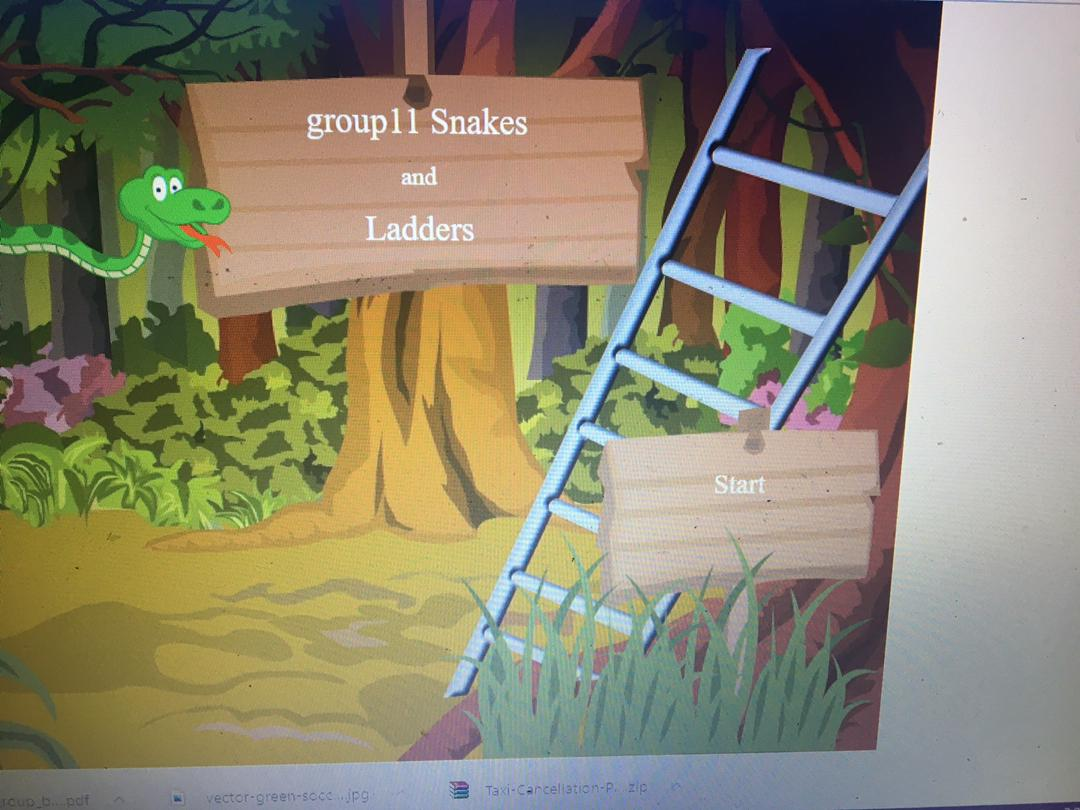 group11 Snakes
and
Ladders
Start
vector-green-socc....jpg
Taxi-Cancellation-P....zip